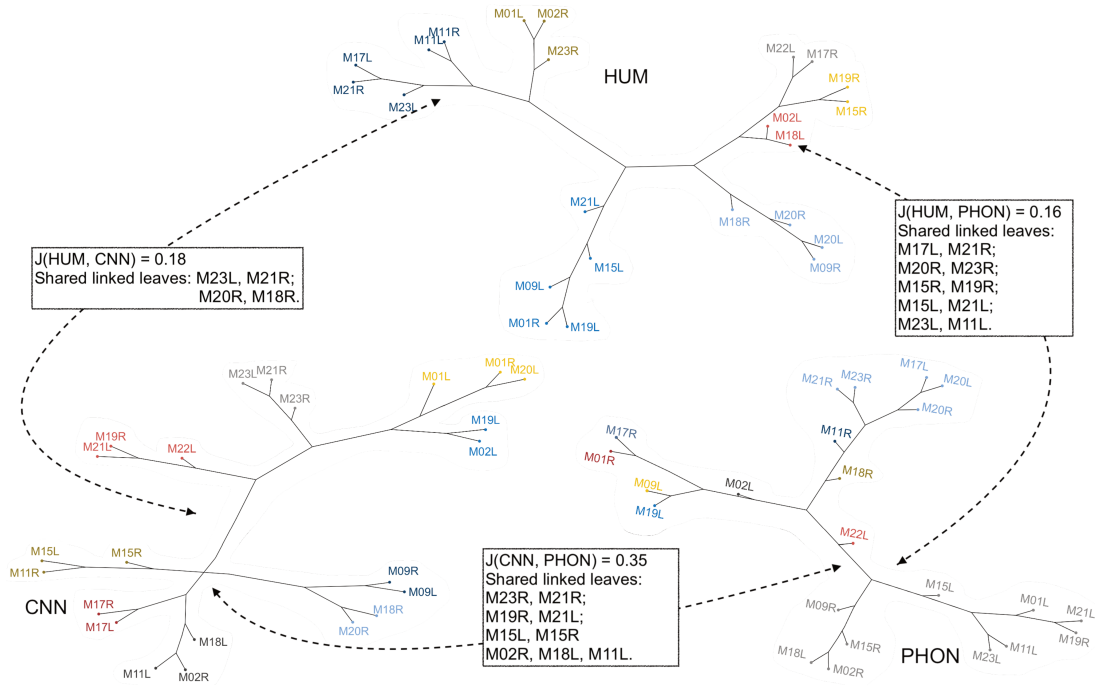 M01L
M02R
M11R
M11L
M23R
M17L
M21R
M23L
HUM
M22L
M17R
M19R
M15R
M02L
M18L
M18R
M20R
M20L
M09R
M21L
M15L
M09L
M01R
M19L
J(HUM, CNN) = 0.18
Shared linked leaves: M23L, M21R;
M20R, M18R.
J(HUM, PHON) = 0.16
Shared linked leaves:
M17L, M21R;
M20R, M23R;
M15R, M19R;
M15L, M21L;
M23L, M11L.
M23L
M21R
M23R
M01L
M01R
M20L
M19L
M02L
M19R
M21L
M22L
M15L
M15R
M11R
CNN
M17R
M17L
M09R
M09L
M18R
M20R
M18L
M11L
M02R
J(CNN, PHON) = 0.35
Shared linked leaves:
M23R, M21R;
M19R, M21L;
M15L, M15R
M02R, M18L, M11L.
M17L
M20L
M21R
M23R
M20R
M11R
M18R
M17R
M01R
M02L
M09L
M19L
M22L
M15L
M09R
M01L
M21L
M19R
M11L
M23L
M15R
M18L
M02R
PHON